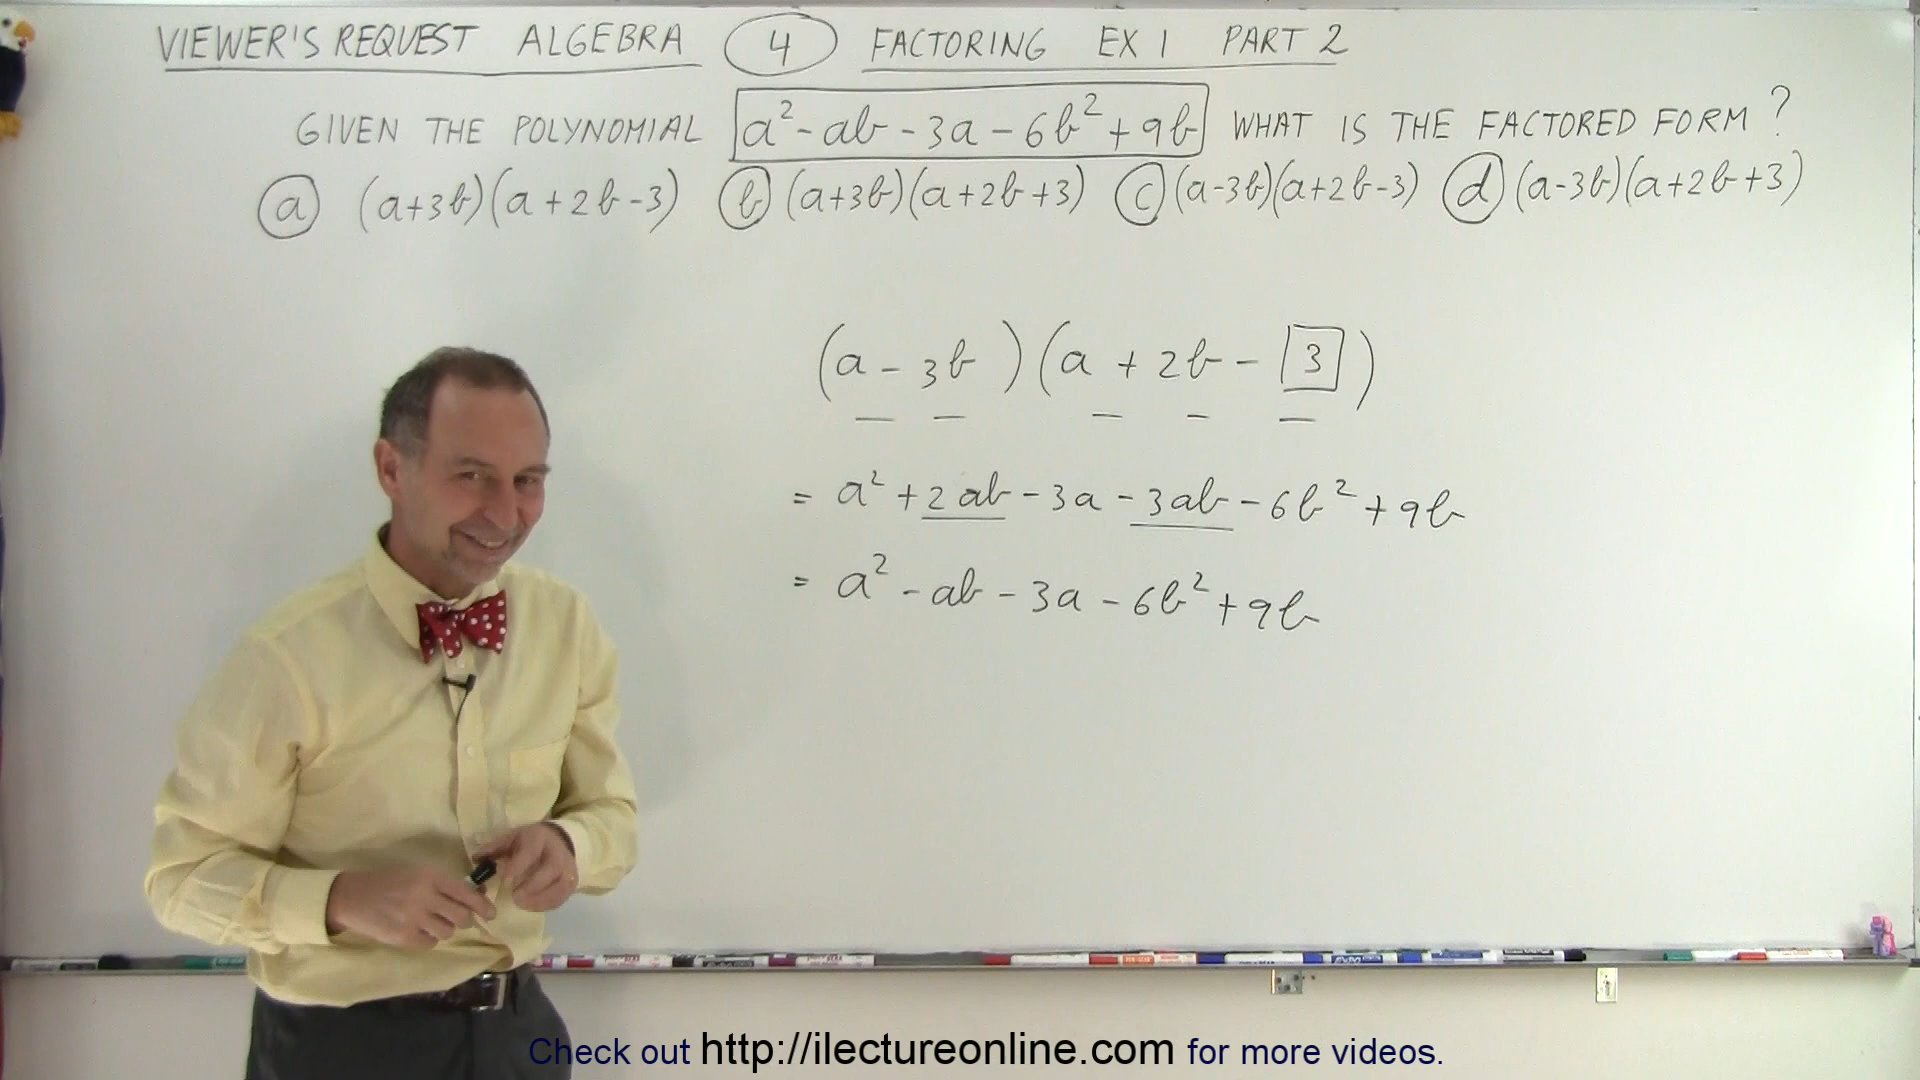 VIEWER'S REQUEST ALGEBRA 4 FACTORING EX 1 PART 2
GIVEN THE POLYNOMIAL a²-ab-3a-6b²+9b WHAT IS THE FACTORED FORM?
a (a+3b)(a+2b-3) b (a+3b)(a+2b+3) c (a-3b)(a+2b-3) d (a-3b)(a+2b+3)
(a-3b)(a+2b-3)
= a²+2ab-3a-3ab-6b²+9b
= a²-ab-3a-6b²+9b
Check out http://ilectureonline.com for more videos.